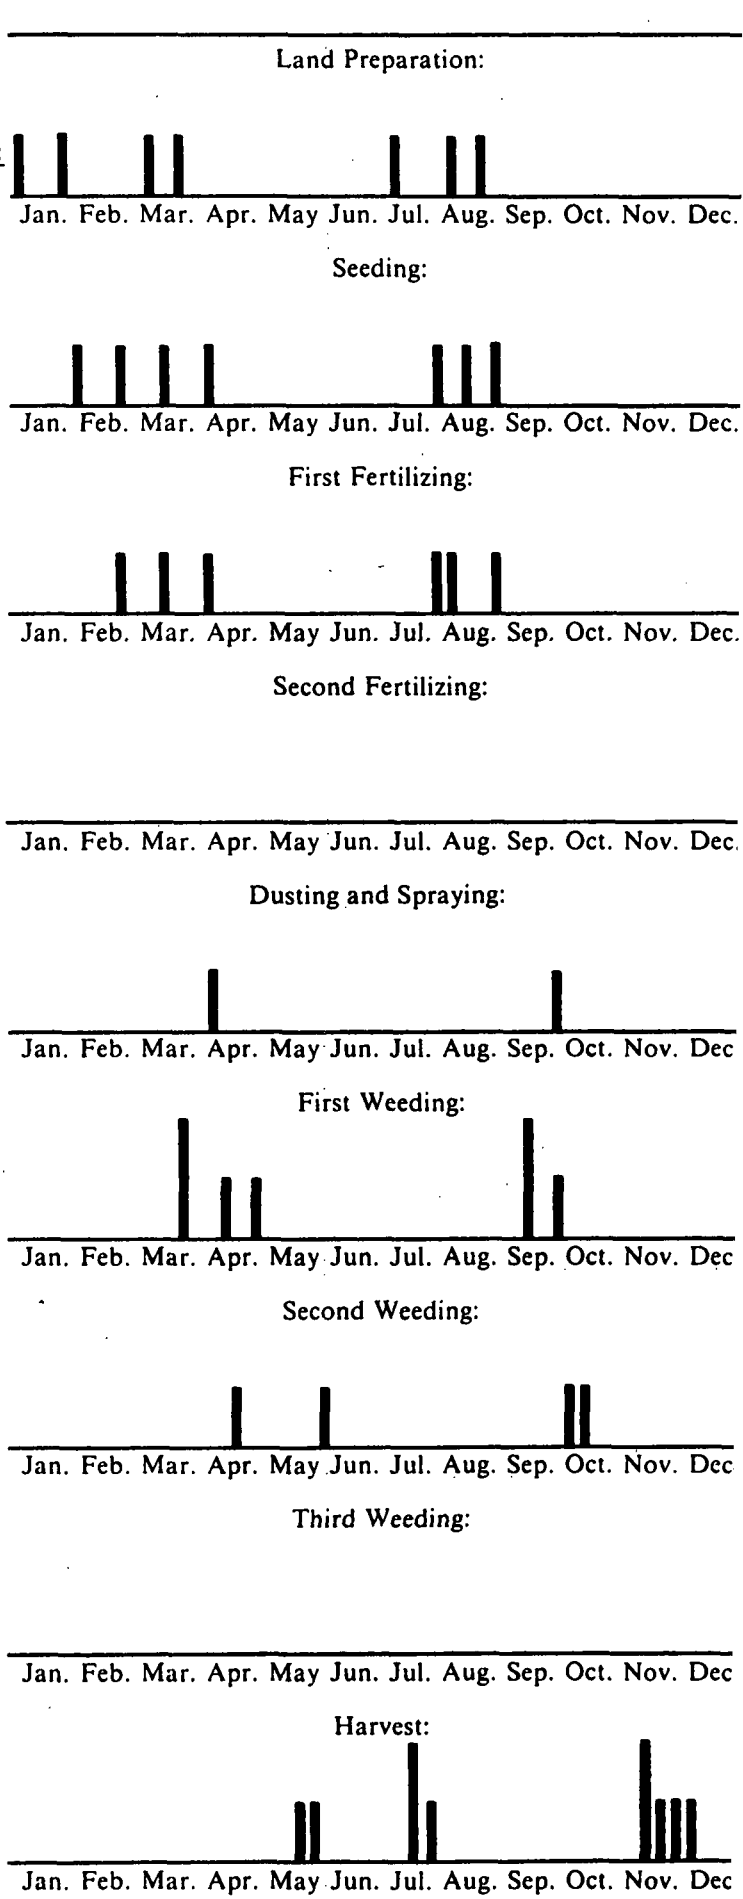 Land Preparation:
Jan. Feb. Mar. Apr. May Jun. Jul. Aug. Sep. Oct. Nov. Dec.
Seeding:
Jan. Feb. Mar. Apr. May Jun. Jul. Aug. Sep. Oct. Nov. Dec.
First Fertilizing:
Jan. Feb. Mar. Apr. May Jun. Jul. Aug. Sep. Oct. Nov. Dec.
Second Fertilizing:
Jan. Feb. Mar. Apr. May Jun. Jul. Aug. Sep. Oct. Nov. Dec.
Dusting and Spraying:
Jan. Feb. Mar. Apr. May Jun. Jul. Aug. Sep. Oct. Nov. Dec
First Weeding:
Jan. Feb. Mar. Apr. May Jun. Jul. Aug. Sep. Oct. Nov. Dec
Second Weeding:
Jan. Feb. Mar. Apr. May Jun. Jul. Aug. Sep. Oct. Nov. Dec
Third Weeding:
Jan. Feb. Mar. Apr. May Jun. Jul. Aug. Sep. Oct. Nov. Dec
Harvest:
Jan. Feb. Mar. Apr. May Jun. Jul. Aug. Sep. Oct. Nov. Dec